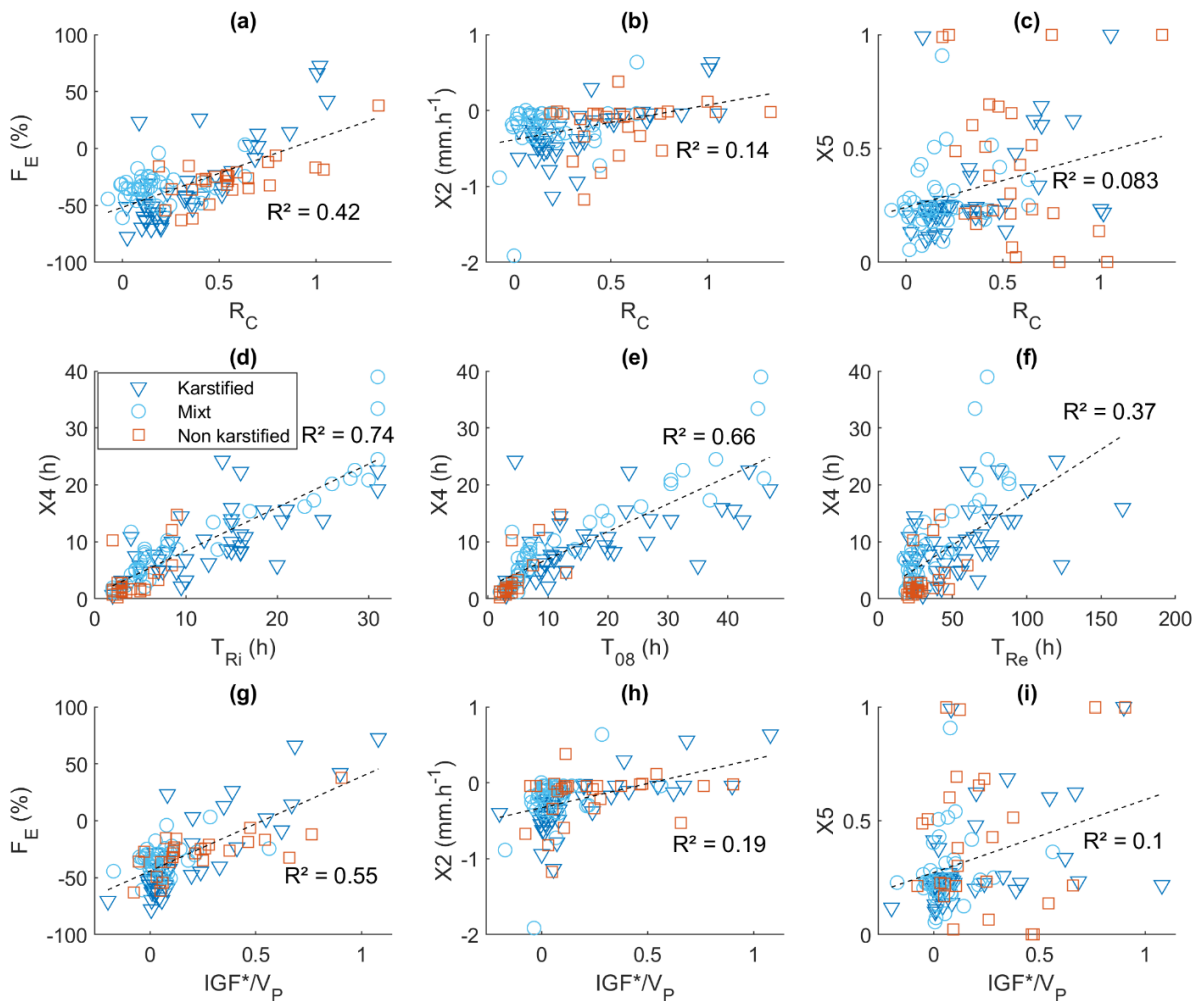 (a)
100
50
0
-50
-100
F_E (%)
R² = 0.42
0
0.5
1
R_C
(b)
1
0
-1
-2
X2 (mm.h⁻¹)
R² = 0.14
0
0.5
1
R_C
(c)
1
0.5
0
X5
R² = 0.083
0
0.5
1
R_C
(d)
40
30
20
10
0
X4 (h)
Karstified
Mixt
Non karstified
R² = 0.74
0
10
20
30
T_Ri (h)
(e)
40
30
20
10
0
X4 (h)
R² = 0.66
0
10
20
30
40
T_08 (h)
(f)
40
30
20
10
0
X4 (h)
R² = 0.37
0
50
100
150
200
T_Re (h)
(g)
100
50
0
-50
-100
F_E (%)
R² = 0.55
0
0.5
1
IGF*/V_P
(h)
1
0
-1
-2
X2 (mm.h⁻¹)
R² = 0.19
0
0.5
1
IGF*/V_P
(i)
1
0.5
0
X5
R² = 0.1
0
0.5
1
IGF*/V_P